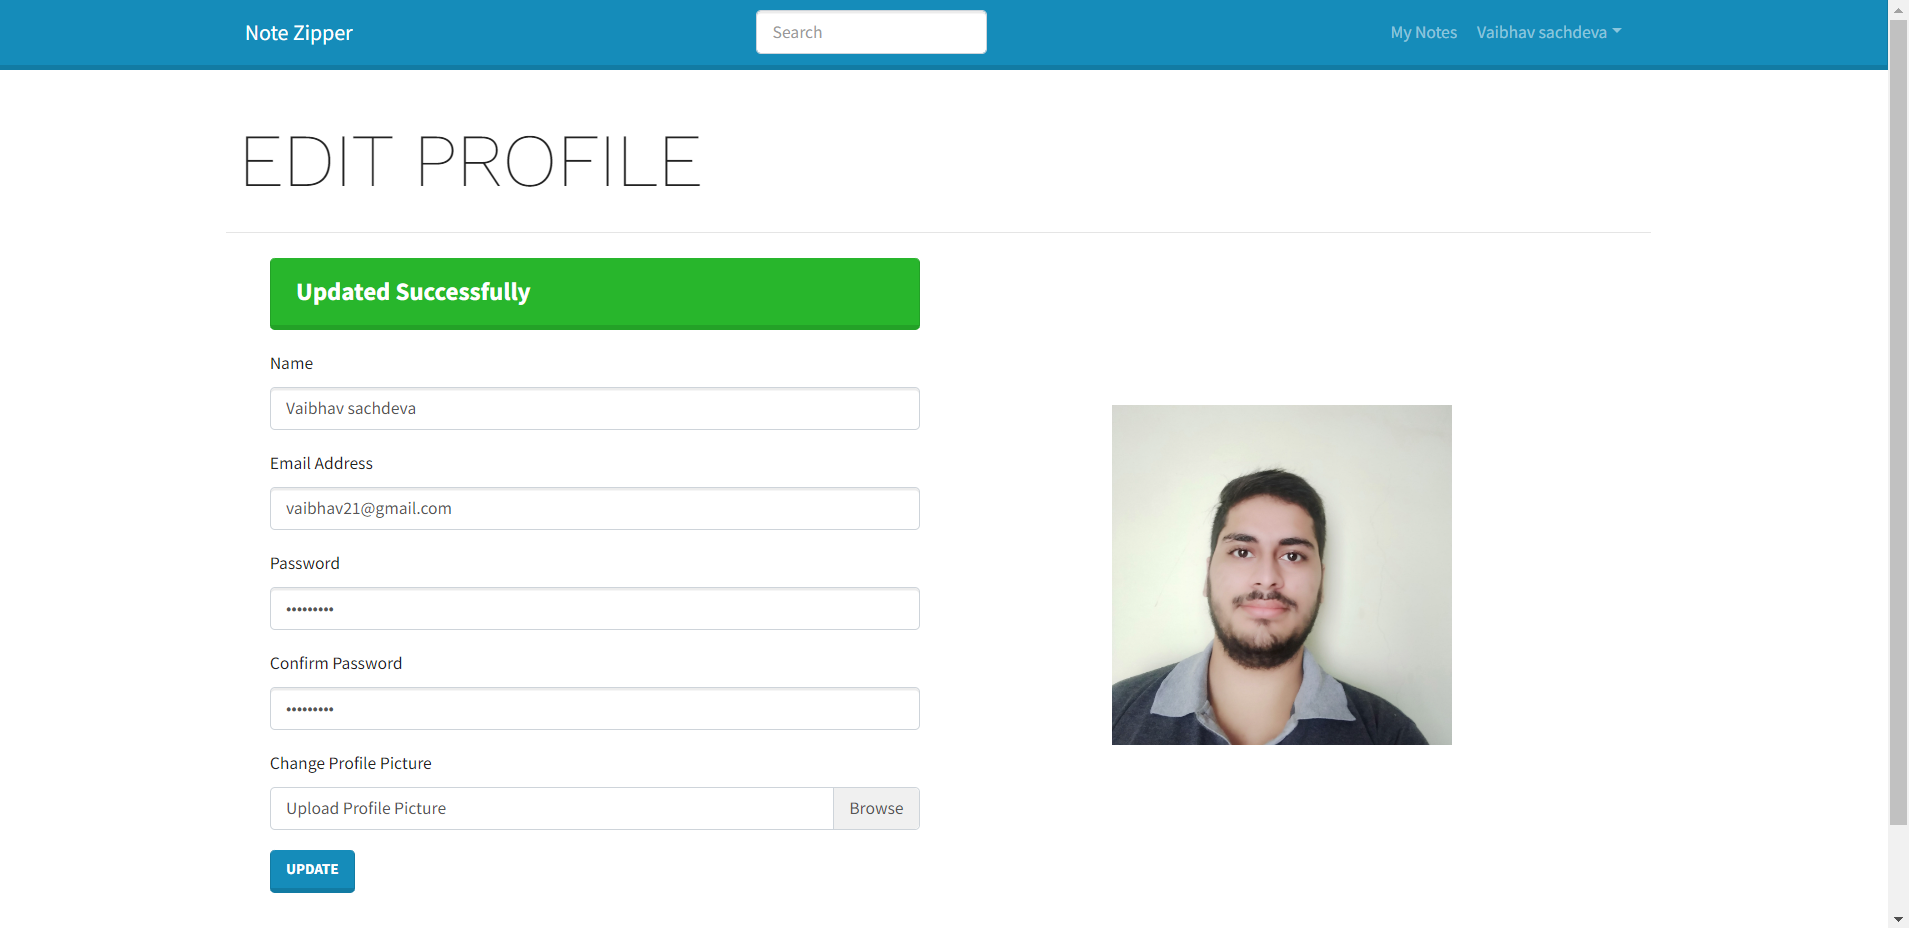 Note Zipper
Search
My Notes
Vaibhav sachdeva
EDIT PROFILE
Updated Successfully
Name
Vaibhav sachdeva
Email Address
vaibhav21@gmail.com
Password
•••••••••
Confirm Password
•••••••••
Change Profile Picture
Upload Profile Picture
Browse
UPDATE